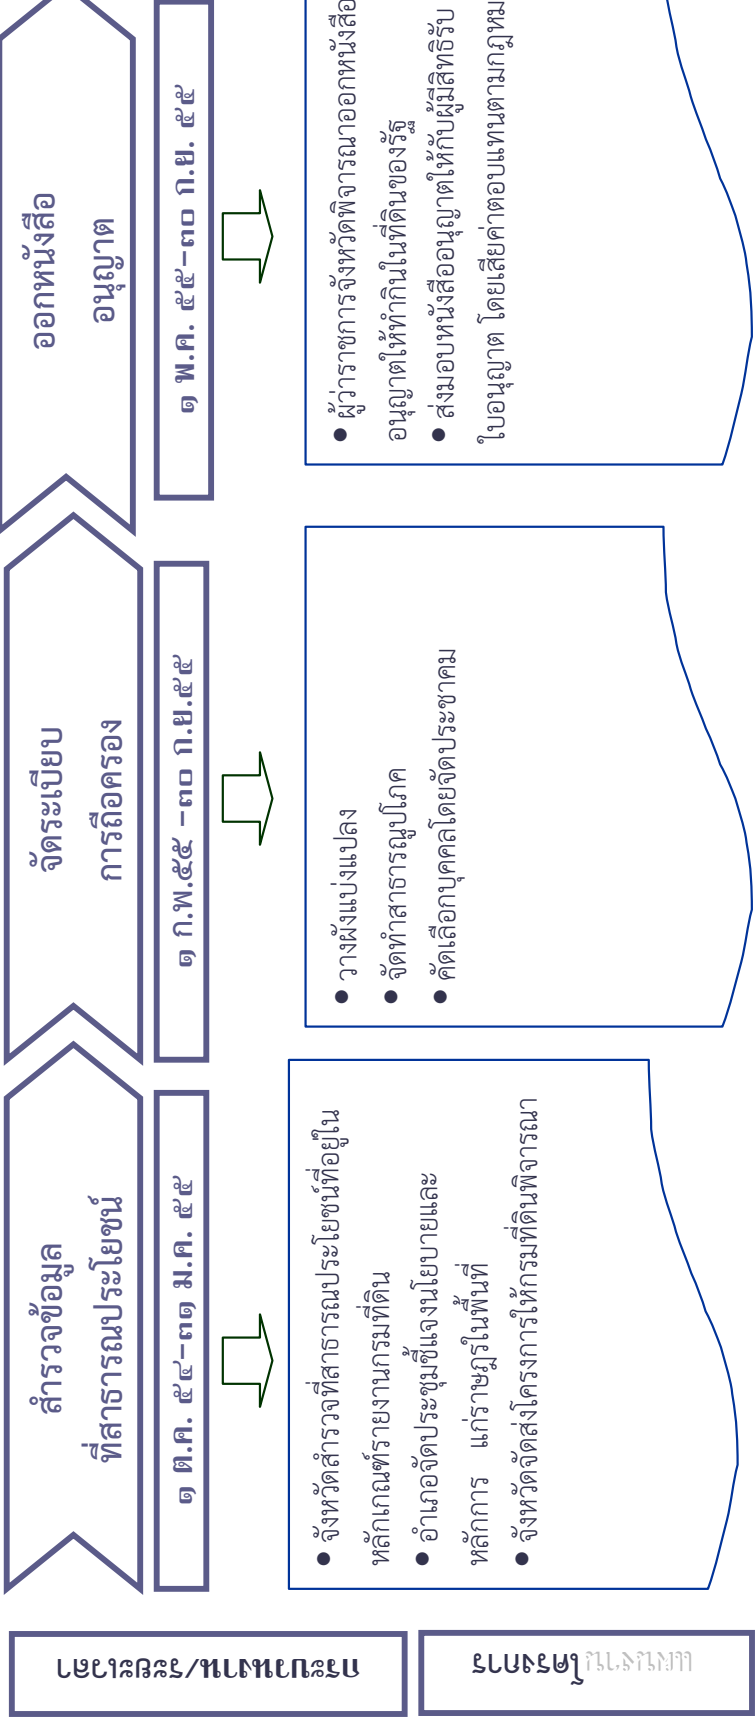 กระบวนงาน/ระยะเวลา
สำรวจข้อมูล
ที่สาธารณประโยชน์
จัดระเบียบ
การถือครอง
ออกหนังสือ
อนุญาต
๑ ต.ค. ๕๔-๓๑ ม.ค. ๕๕
๑ ก.พ.๕๕ -๓๐ ก.ย.๕๕
๑ พ.ค. ๕๕-๓๐ ก.ย. ๕๕
โครงการ
● จังหวัดสำรวจที่สาธารณประโยชน์ที่อยู่ใน
หลักเกณฑ์รายงานกรมที่ดิน
● อำเภอจัดประชุมชี้แจงนโยบายและ
หลักการ แก่ราษฎรในพื้นที่
● จังหวัดจัดส่งโครงการให้กรมที่ดินพิจารณา
● วางผังแบ่งแปลง
● จัดทำสาธารณูปโภค
● คัดเลือกบุคคลโดยจัดประชาคม
● ผู้ว่าราชการจังหวัดพิจารณาออกหนังสือ
อนุญาตให้ทำกินในที่ดินของรัฐ
● ส่งมอบหนังสืออนุญาตให้กับผู้มีสิทธิรับ
ใบอนุญาต โดยเสียค่าตอบแทนตามกฎหม